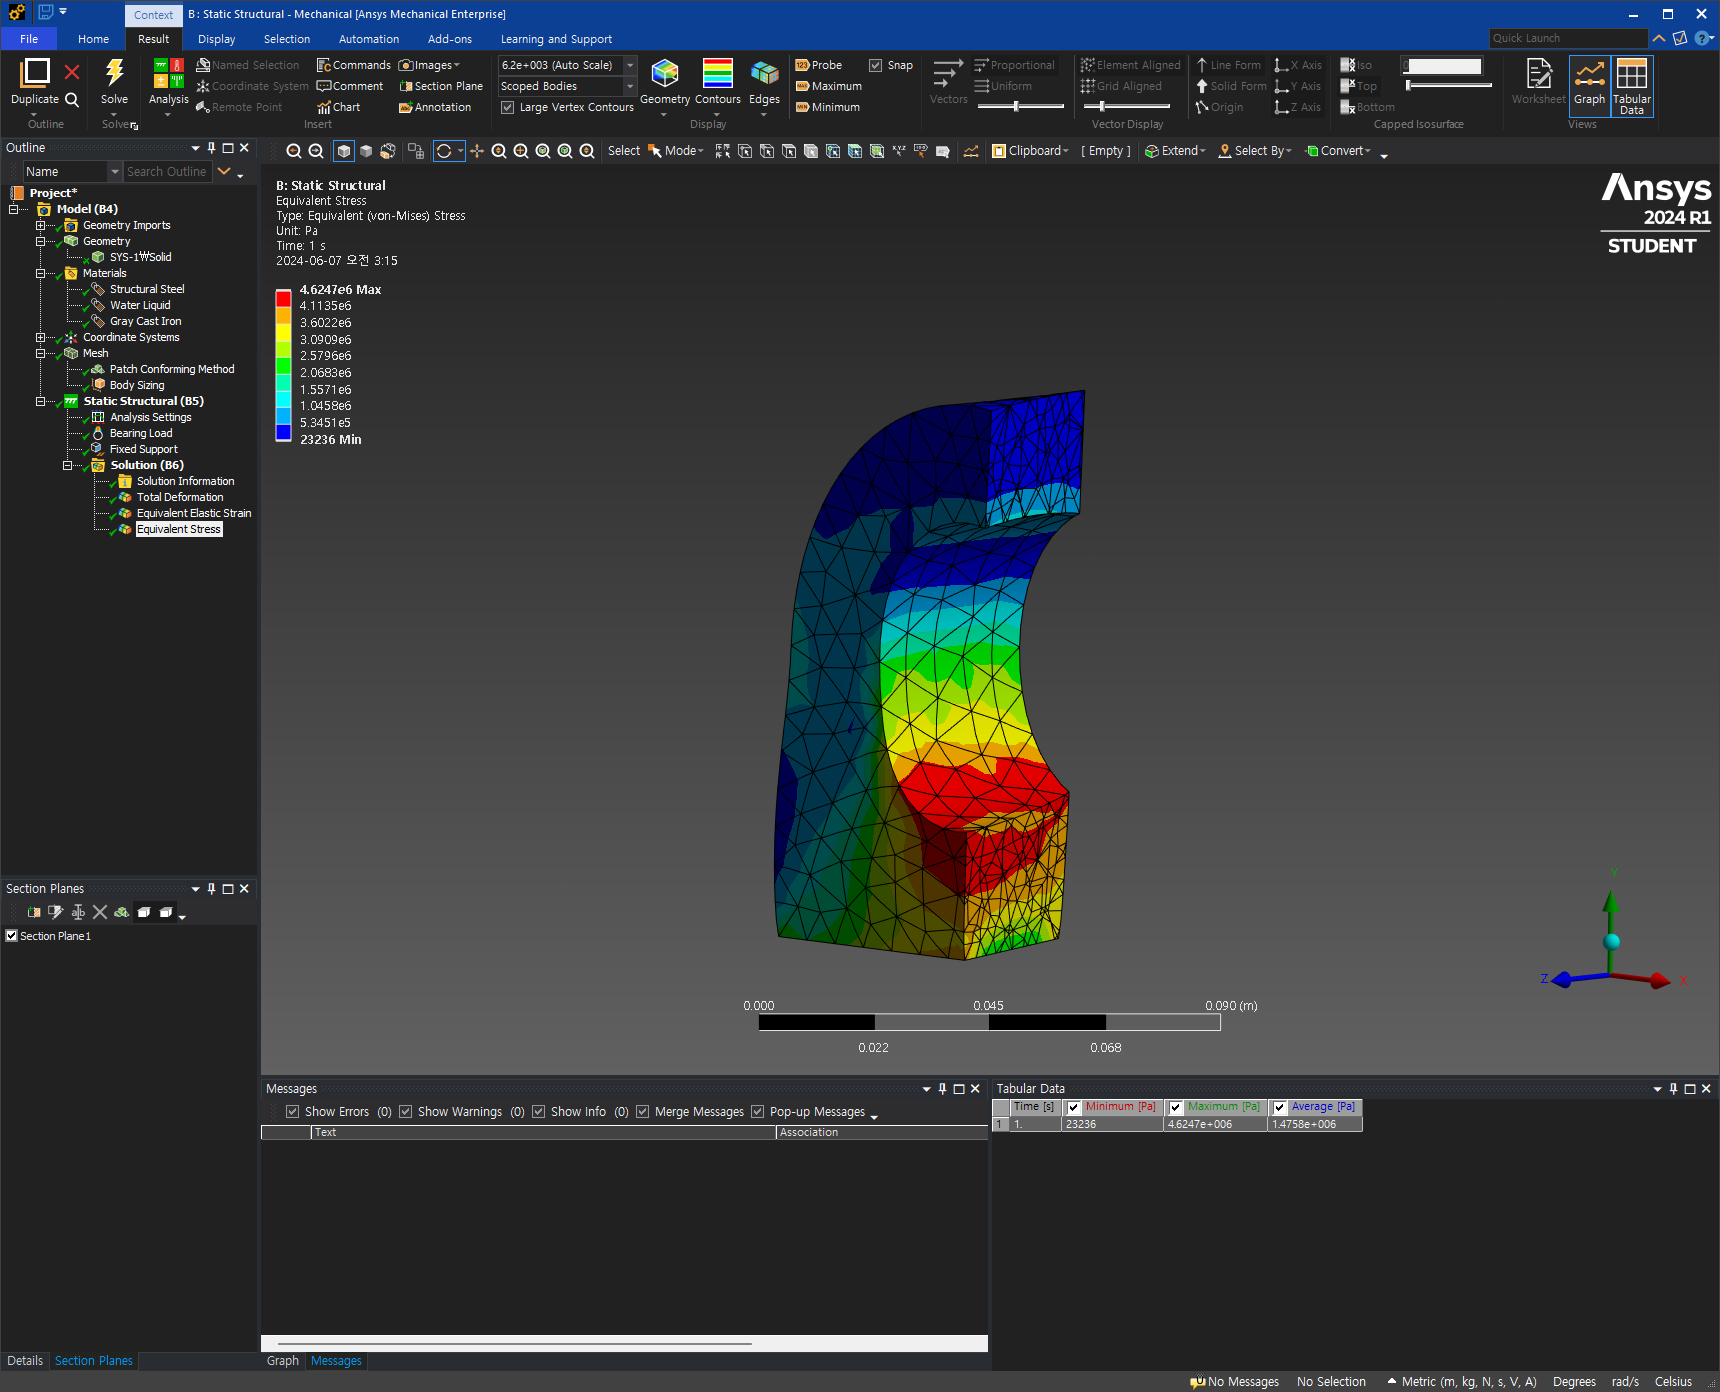 Context
B : Static Structural - Mechanical [Ansys Mechanical Enterprise]
File Home Result Display Selection Automation Add-ons Learning and Support
Quick Launch
Duplicate
Outline
Solve
Solver
Analysis
Named Selection
Coordinate System
Remote Point
Commands
Comment
Chart
Images
Section Plane
Annotation
Insert
6.2e+003 (Auto Scale)
Scoped Bodies
Large Vertex Contours
Geometry Contours Edges
Display
Probe
Maximum
Minimum
Snap
Vectors
Proportional
Uniform
Element Aligned
Grid Aligned
Line Form
Solid Form
Origin
X Axis
Y Axis
Z Axis
Vector Display
Iso
Top
Bottom
0
Capped Isosurface
Worksheet Graph Tabular Data
Views
Outline
Name Search Outline
Select Mode Clipboard [ Empty ] Extend Select By Convert
Project*
Model (B4)
Geometry Imports
Geometry
SYS-1₩Solid
Materials
Structural Steel
Water Liquid
Gray Cast Iron
Coordinate Systems
Mesh
Patch Conforming Method
Body Sizing
Static Structural (B5)
Analysis Settings
Bearing Load
Fixed Support
Solution (B6)
Solution Information
Total Deformation
Equivalent Elastic Strain
Equivalent Stress
B: Static Structural
Equivalent Stress
Type: Equivalent (von-Mises) Stress
Unit: Pa
Time: 1 s
2024-06-07 오전 3:15
4.6247e6 Max
4.1135e6
3.6022e6
3.0909e6
2.5796e6
2.0683e6
1.5571e6
1.0458e6
5.3451e5
23236 Min
Ansys
2024 R1
STUDENT
Y
Z
X
0.000 0.045 0.090 (m)
0.022 0.068
Section Planes
Section Plane 1
Details Section Planes
Messages
Show Errors (0) Show Warnings (0) Show Info (0) Merge Messages Pop-up Messages
Text Association
Graph Messages
Tabular Data
Time [s] Minimum [Pa] Maximum [Pa] Average [Pa]
1 1. 23236 4.6247e+006 1.4758e+006
No Messages No Selection Metric (m, kg, N, s, V, A) Degrees rad/s Celsius